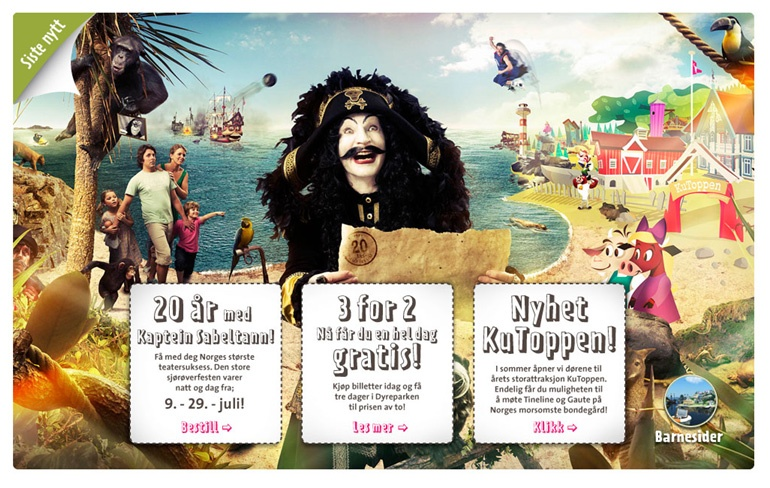 Siste nytt
20
KuToppen
20 år med
Kaptein Sabeltann!
Få med deg Norges største
teatersuksess. Den store
sjørøverfesten varer
natt og dag fra;
9. - 29. - juli!
Bestill ⇨
3 for 2
Nå får du en hel dag
gratis!
Kjøp billetter idag og få
tre dager i Dyreparken
til prisen av to!
Les mer ⇨
Nyhet
KuToppen!
I sommer åpner vi dørene til
årets storattraksjon KuToppen.
Endelig får du muligheten til
å møte Tineline og Gaute på
Norges morsomste bondegård!
Klikk ⇨
Barnesider